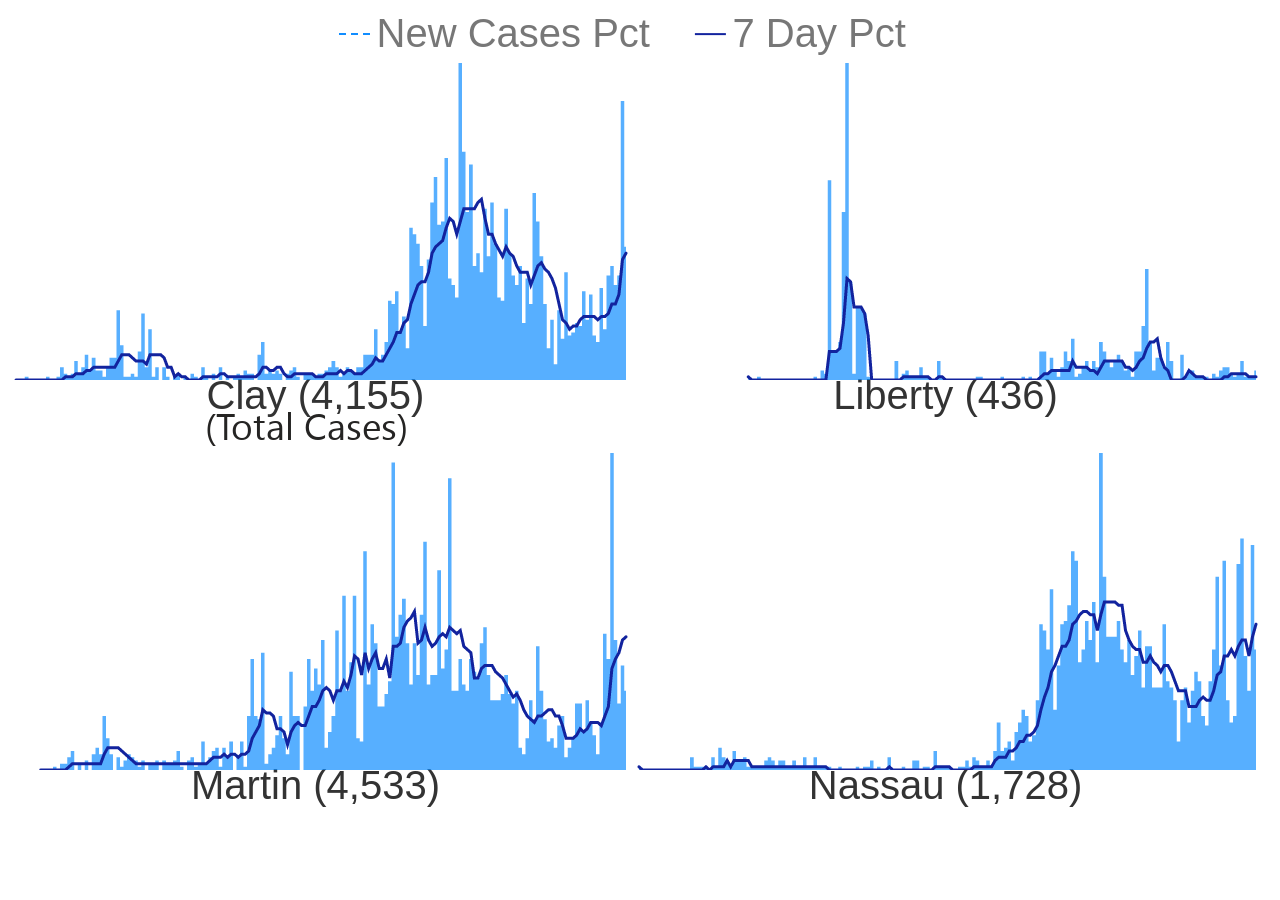 New Cases Pct 7 Day Pct
Clay (4,155) Liberty (436)
(Total Cases)
Martin (4,533) Nassau (1,728)